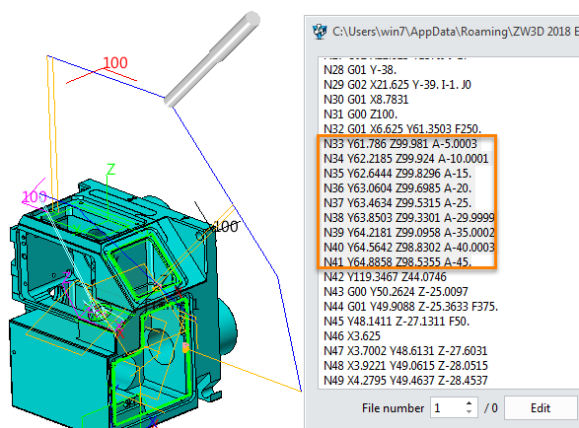 100
Z
100
100
C:\Users\win7\AppData\Roaming\ZW3D 2018 E
N28 G01 Y-38.
N29 G02 X21.625 Y-39. I-1. J0
N30 G01 X8.7831
N31 G00 Z100.
N32 G01 X6.625 Y61.3503 F250.
N33 Y61.786 Z99.981 A-5.0003
N34 Y62.2185 Z99.924 A-10.0001
N35 Y62.6444 Z99.8296 A-15.
N36 Y63.0604 Z99.6985 A-20.
N37 Y63.4634 Z99.5315 A-25.
N38 Y63.8503 Z99.3301 A-29.9999
N39 Y64.2181 Z99.0958 A-35.0002
N40 Y64.5642 Z98.8302 A-40.0003
N41 Y64.8858 Z98.5355 A-45.
N42 Y119.3467 Z44.0746
N43 G00 Y50.2624 Z-25.0097
N44 G01 Y49.9088 Z-25.3633 F375.
N45 Y48.1411 Z-27.1311 F50.
N46 X3.625
N47 X3.7002 Y48.6131 Z-27.6031
N48 X3.9221 Y49.0615 Z-28.0515
N49 X4.2795 Y49.4637 Z-28.4537
File number 1 / 0 Edit